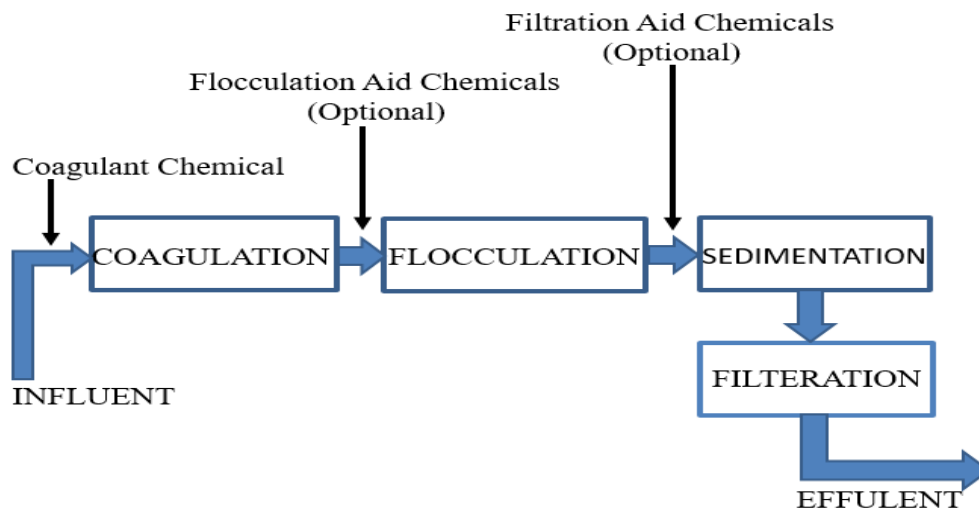 Filtration Aid Chemicals
(Optional)
Flocculation Aid Chemicals
(Optional)
Coagulant Chemical
COAGULATION
FLOCCULATION
SEDIMENTATION
FILTERATION
INFLUENT
EFFULENT